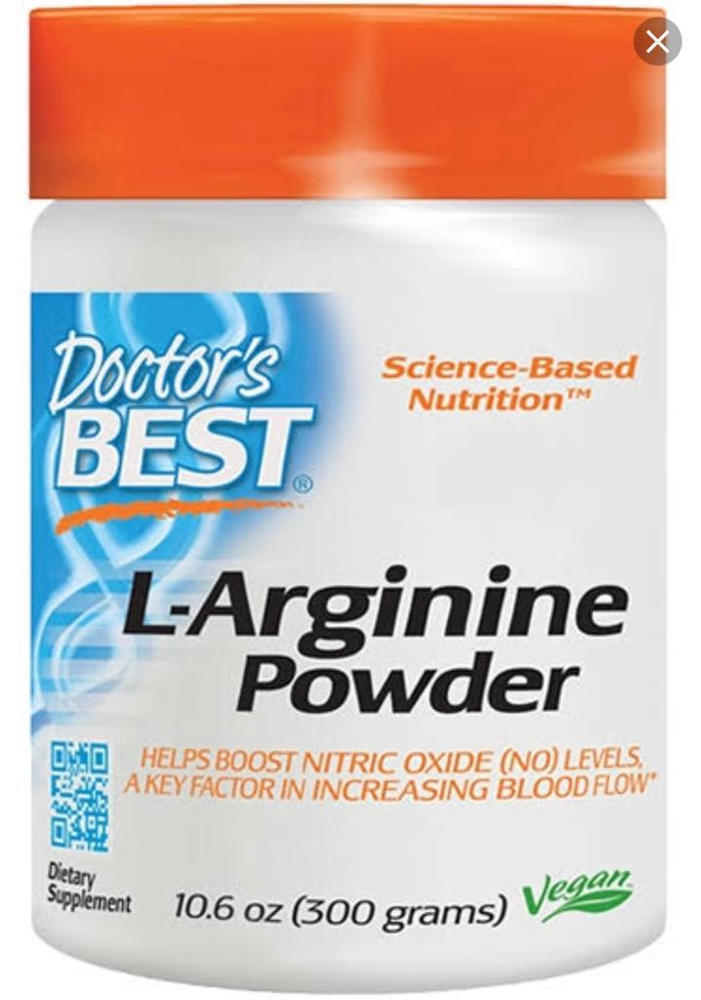 Doctor's
BEST®
Science-Based
Nutrition™
L-Arginine
Powder
HELPS BOOST NITRIC OXIDE (NO) LEVELS,
A KEY FACTOR IN INCREASING BLOOD FLOW*
Dietary
Supplement
10.6 oz (300 grams)
Vegan™